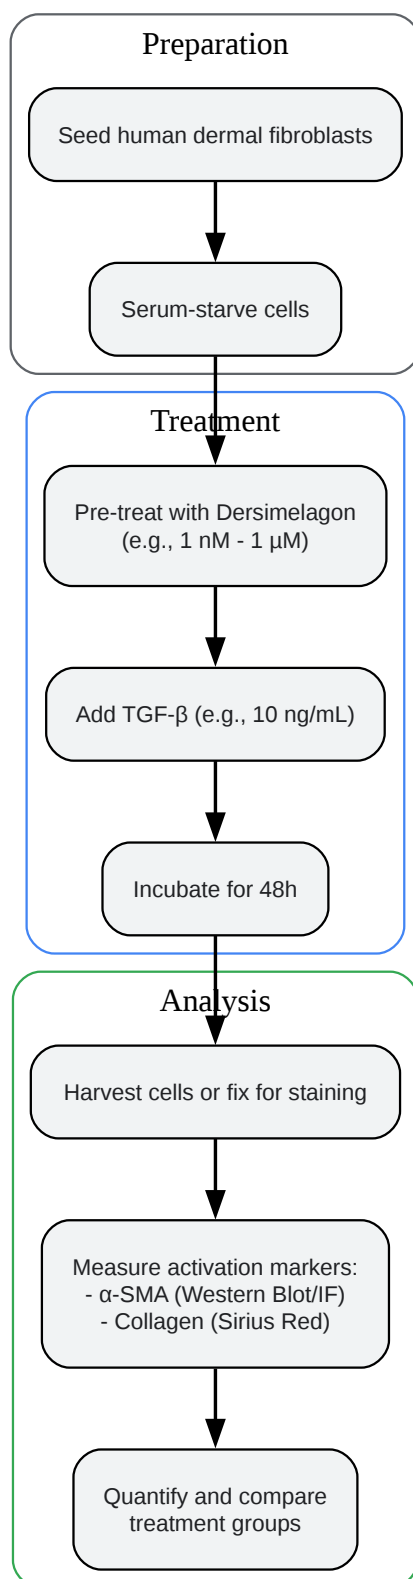 Preparation
Seed human dermal fibroblasts
Serum-starve cells
Treatment
Pre-treat with Dersimelagon
(e.g., 1 nM - 1 µM)
Add TGF-β (e.g., 10 ng/mL)
Incubate for 48h
Analysis
Harvest cells or fix for staining
Measure activation markers:
- α-SMA (Western Blot/IF)
- Collagen (Sirius Red)
Quantify and compare
treatment groups